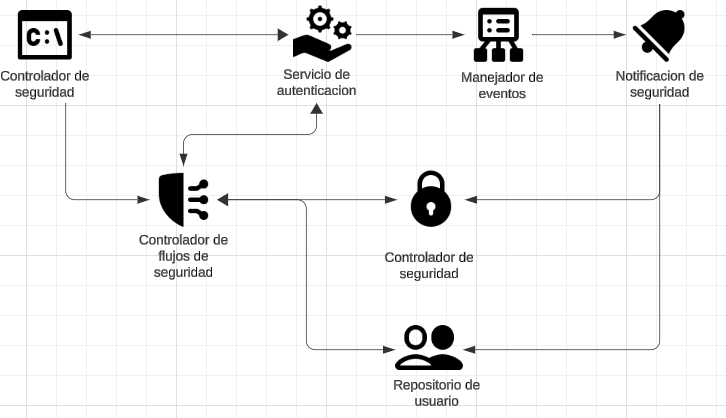 C:\
Controlador de
seguridad
Servicio de
autenticacion
Manejador de
eventos
Notificacion de
seguridad
Controlador de
flujos de
seguridad
Controlador de
seguridad
Repositorio de
usuario